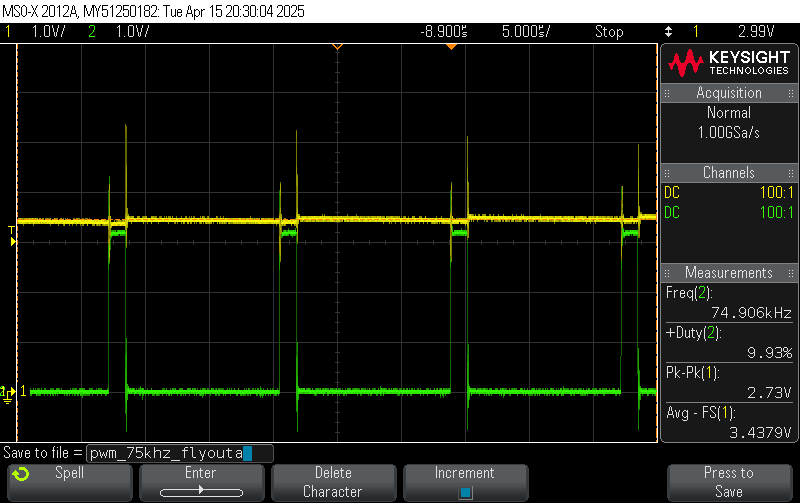 MSO-X 2012A, MY51250182: Tue Apr 15 20:30:04 2025
1 1.0V/ 2 1.0V/ -8.900s 5.000s/ Stop 1 2.99V
KEYSIGHT
TECHNOLOGIES
Acquisition
Normal
1.00GSa/s
Channels
DC 100:1
DC 100:1
Measurements
Freq(2):
74.906kHz
+Duty(2):
9.93%
Pk-Pk(1):
2.73V
Avg - FS(1):
3.4379V
T
2 1
Save to file = pwm_75khz_flyouta
Spell Enter Delete Character Increment Press to Save